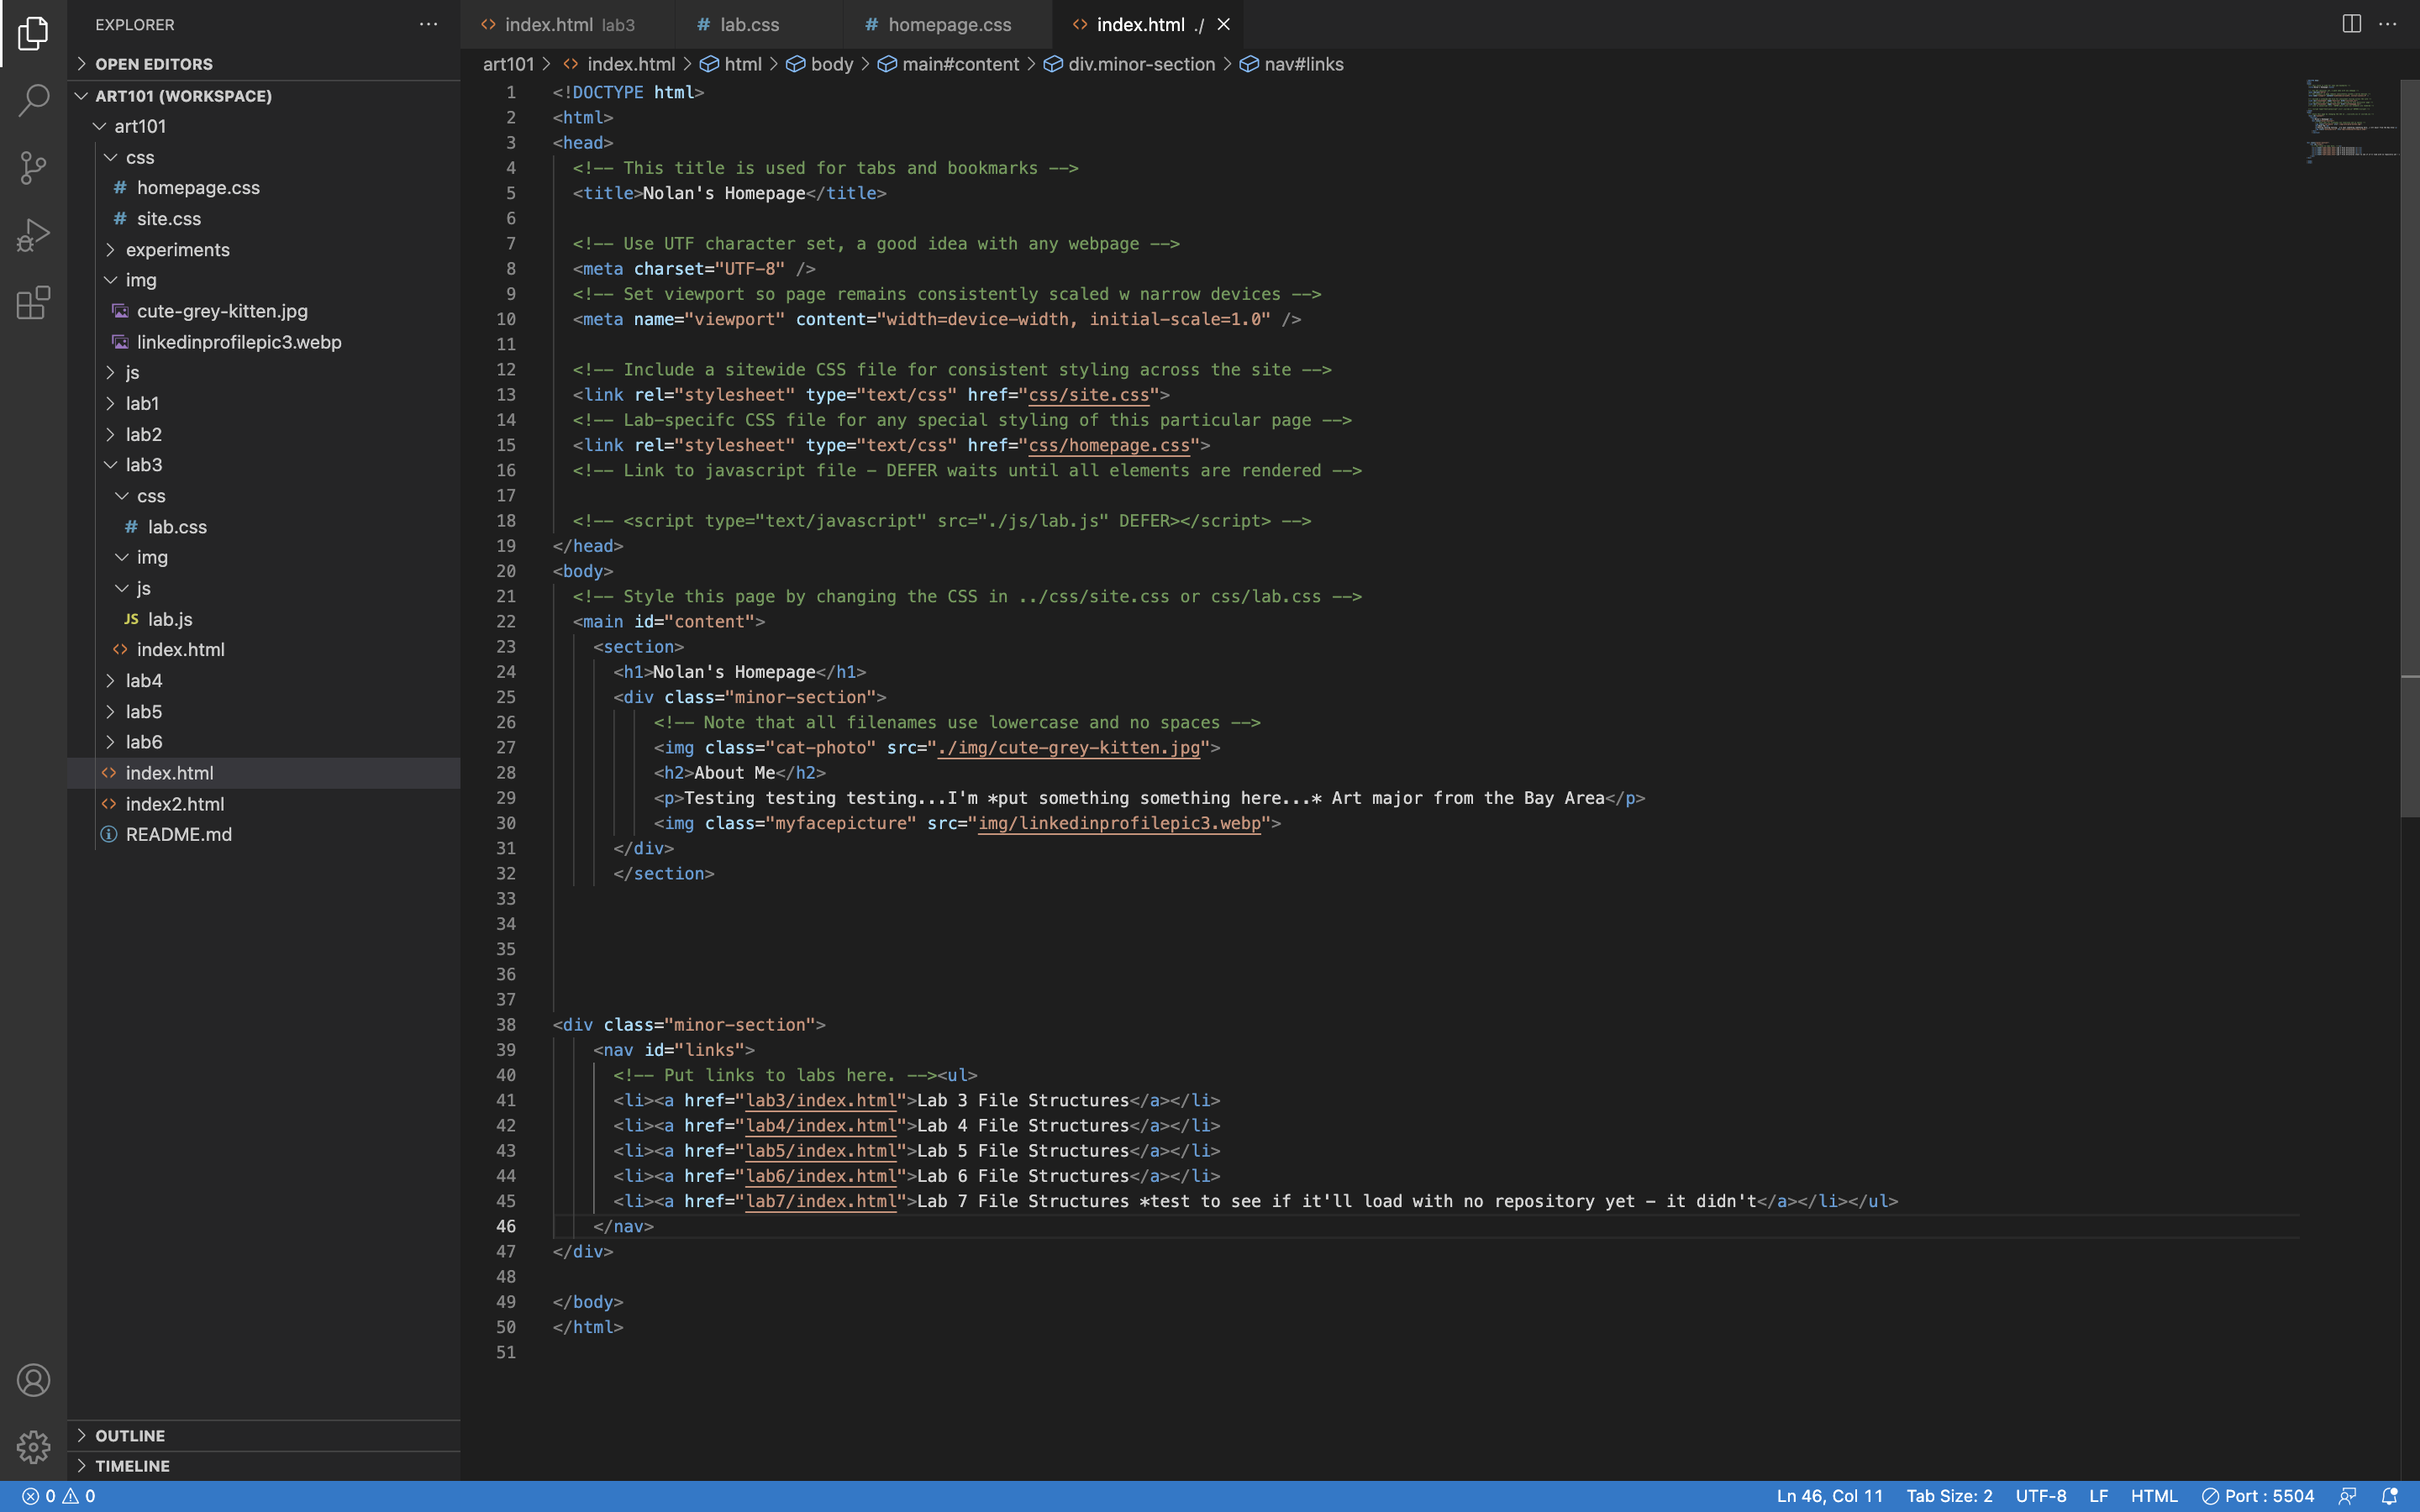 EXPLORER
OPEN EDITORS
ART101 (WORKSPACE)
art101
css
# homepage.css
# site.css
experiments
img
cute-grey-kitten.jpg
linkedinprofilepic3.webp
js
lab1
lab2
lab3
css
# lab.css
img
js
JS lab.js
<> index.html
lab4
lab5
lab6
<> index.html
<> index2.html
README.md
OUTLINE
TIMELINE
<> index.html lab3 # lab.css # homepage.css <> index.html ./
art101 > <> index.html > html > body > main#content > div.minor-section > nav#links
1 <!DOCTYPE html>
2 <html>
3 <head>
4 <!-- This title is used for tabs and bookmarks -->
5 <title>Nolan's Homepage</title>
6
7 <!-- Use UTF character set, a good idea with any webpage -->
8 <meta charset="UTF-8" />
9 <!-- Set viewport so page remains consistently scaled w narrow devices -->
10 <meta name="viewport" content="width=device-width, initial-scale=1.0" />
11
12 <!-- Include a sitewide CSS file for consistent styling across the site -->
13 <link rel="stylesheet" type="text/css" href="css/site.css">
14 <!-- Lab-specifc CSS file for any special styling of this particular page -->
15 <link rel="stylesheet" type="text/css" href="css/homepage.css">
16 <!-- Link to javascript file - DEFER waits until all elements are rendered -->
17
18 <!-- <script type="text/javascript" src="./js/lab.js" DEFER></script> -->
19 </head>
20 <body>
21 <!-- Style this page by changing the CSS in ../css/site.css or css/lab.css -->
22 <main id="content">
23 <section>
24 <h1>Nolan's Homepage</h1>
25 <div class="minor-section">
26 <!-- Note that all filenames use lowercase and no spaces -->
27 <img class="cat-photo" src="./img/cute-grey-kitten.jpg">
28 <h2>About Me</h2>
29 <p>Testing testing testing...I'm *put something something here...* Art major from the Bay Area</p>
30 <img class="myfacepicture" src="img/linkedinprofilepic3.webp">
31 </div>
32 </section>
33
34
35
36
37
38 <div class="minor-section">
39 <nav id="links">
40 <!-- Put links to labs here. --><ul>
41 <li><a href="lab3/index.html">Lab 3 File Structures</a></li>
42 <li><a href="lab4/index.html">Lab 4 File Structures</a></li>
43 <li><a href="lab5/index.html">Lab 5 File Structures</a></li>
44 <li><a href="lab6/index.html">Lab 6 File Structures</a></li>
45 <li><a href="lab7/index.html">Lab 7 File Structures *test to see if it'll load with no repository yet - it didn't</a></li></ul>
46 </nav>
47 </div>
48
49 </body>
50 </html>
51
0 0 Ln 46, Col 11 Tab Size: 2 UTF-8 LF HTML Port : 5504